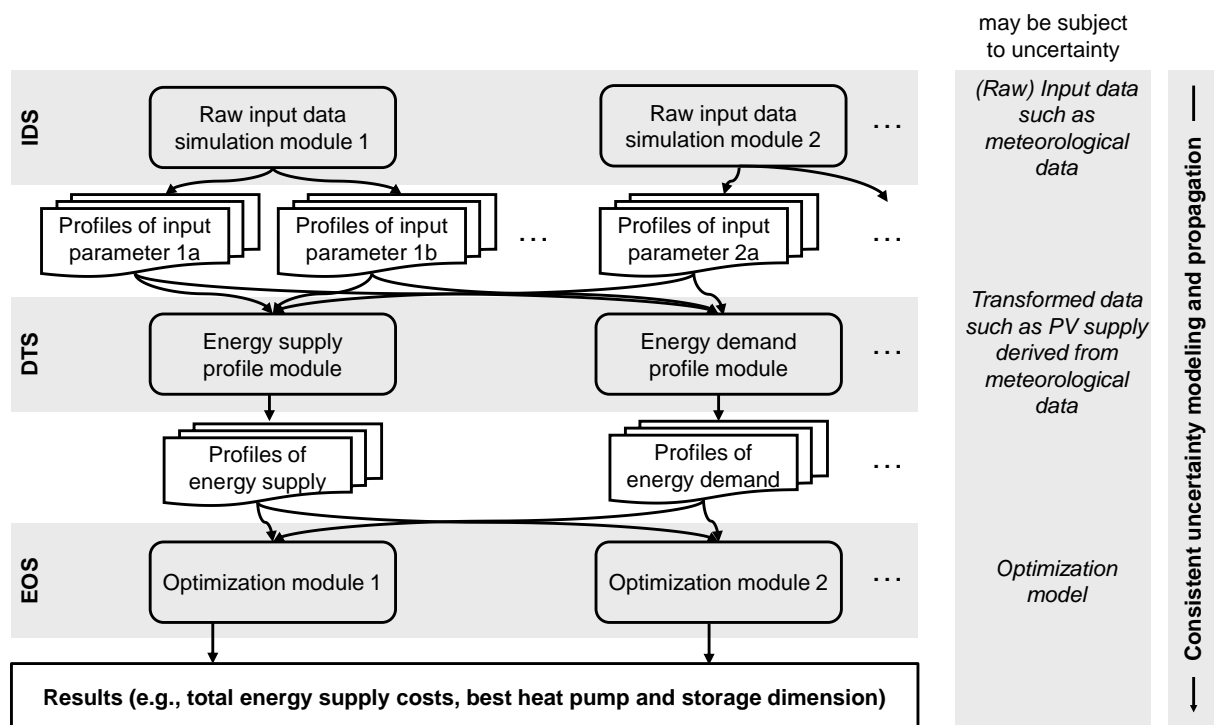 may be subject
to uncertainty
IDS
Raw input data
simulation module 1
Raw input data
simulation module 2
...
(Raw) Input data
such as
meteorological
data
Profiles of input
parameter 1a
Profiles of input
parameter 1b
...
Profiles of input
parameter 2a
...
DTS
Energy supply
profile module
Energy demand
profile module
...
Transformed data
such as PV supply
derived from
meteorological
data
Profiles of
energy supply
Profiles of
energy demand
...
EOS
Optimization module 1
Optimization module 2
...
Optimization
model
Results (e.g., total energy supply costs, best heat pump and storage dimension)
Consistent uncertainty modeling and propagation